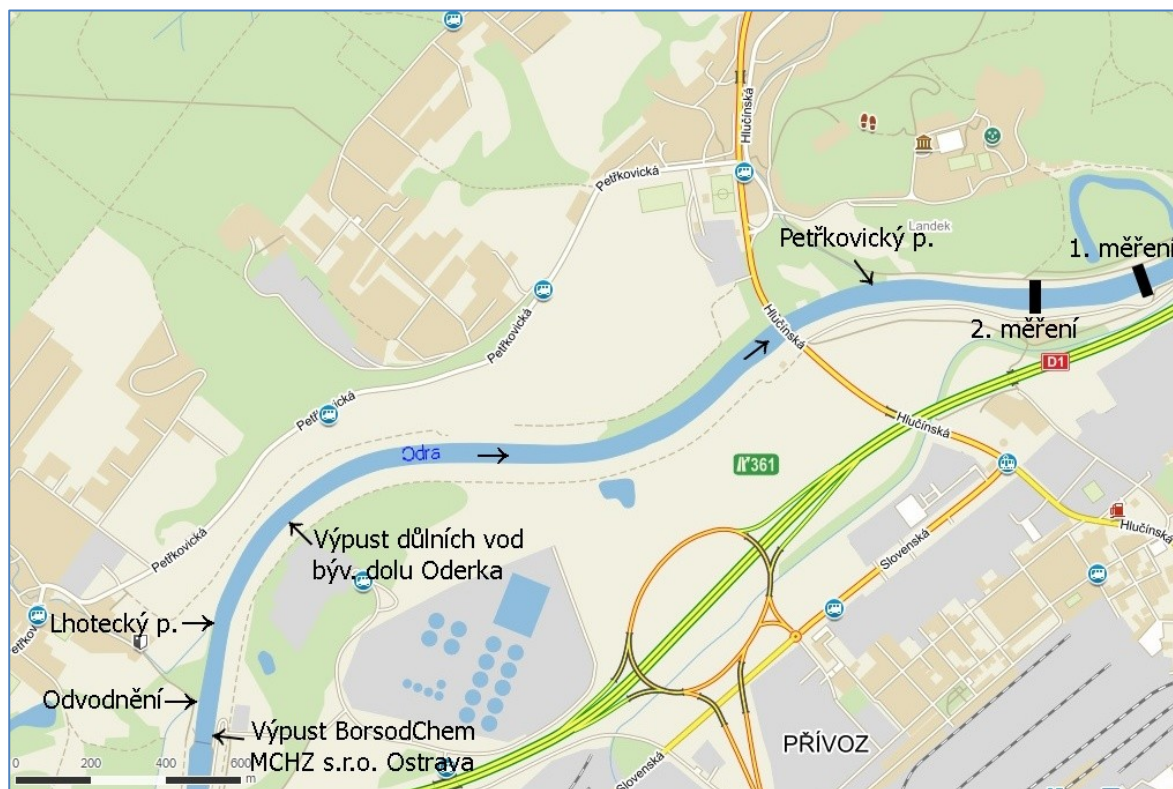 Hlučínská
Petřkovická
Landek
Petřkovický p.
1. měření
2. měření
Petřkovická
Hlučínská
D1
Petřkovická
Hlučínská
Odra
361
Výpust důlních vod
býv. dolu Oderka
Hlučínská
Slovenská
Petřkovická
Lhotecký p.
Odvodnění
Výpust BorsodChem
MCHZ s.r.o. Ostrava
PŘÍVOZ
Slovenská
0 200 400 600
m